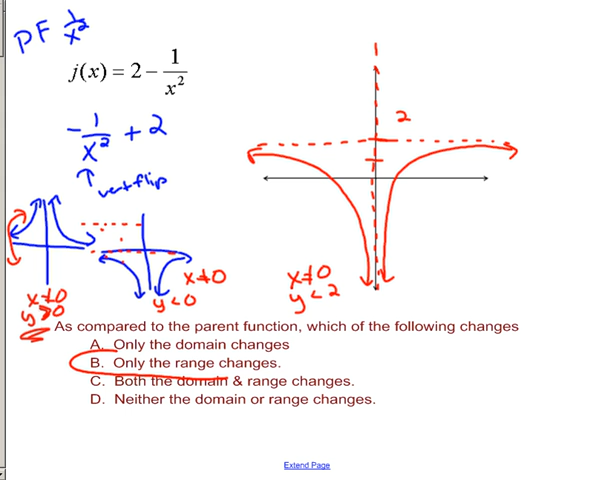 PF 1/x²
j(x) = 2 − 1/x²
-1/x² + 2
↑ vert flip
2
x≠0
y>0
x≠0
y<0
x≠0
y<2
As compared to the parent function, which of the following changes
A. Only the domain changes
B. Only the range changes.
C. Both the domain & range changes.
D. Neither the domain or range changes.
Extend Page